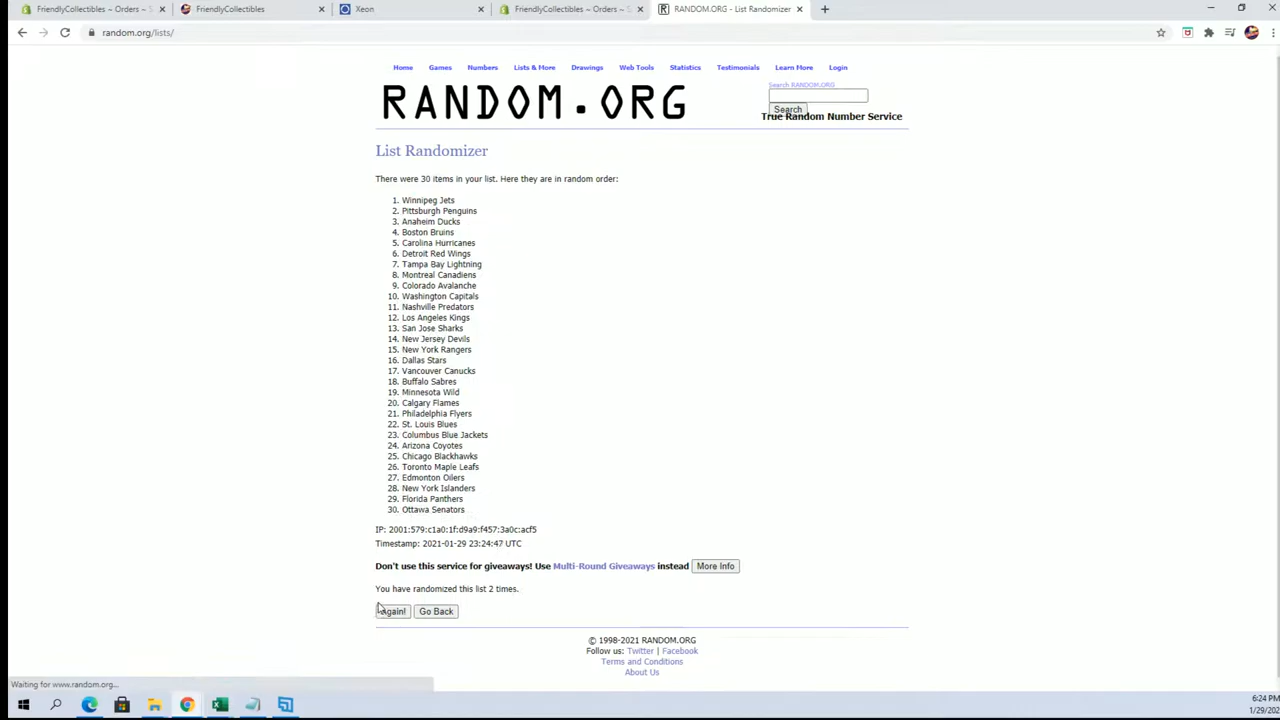 FriendlyCollectibles ~ Orders ~ S
FriendlyCollectibles
Xeon
FriendlyCollectibles ~ Orders ~ S
RANDOM.ORG - List Randomizer
random.org/lists/
Home Games Numbers Lists & More Drawings Web Tools Statistics Testimonials Learn More Login
RANDOM.ORG
Search RANDOM.ORG
Search
True Random Number Service
List Randomizer
There were 30 items in your list. Here they are in random order:
1. Winnipeg Jets
2. Pittsburgh Penguins
3. Anaheim Ducks
4. Boston Bruins
5. Carolina Hurricanes
6. Detroit Red Wings
7. Tampa Bay Lightning
8. Montreal Canadiens
9. Colorado Avalanche
10. Washington Capitals
11. Nashville Predators
12. Los Angeles Kings
13. San Jose Sharks
14. New Jersey Devils
15. New York Rangers
16. Dallas Stars
17. Vancouver Canucks
18. Buffalo Sabres
19. Minnesota Wild
20. Calgary Flames
21. Philadelphia Flyers
22. St. Louis Blues
23. Columbus Blue Jackets
24. Arizona Coyotes
25. Chicago Blackhawks
26. Toronto Maple Leafs
27. Edmonton Oilers
28. New York Islanders
29. Florida Panthers
30. Ottawa Senators
IP: 2001:579:c1a0:1f:d9a9:f457:3a0c:acf5
Timestamp: 2021-01-29 23:24:47 UTC
Don't use this service for giveaways! Use Multi-Round Giveaways instead More Info
You have randomized this list 2 times.
Again! Go Back
© 1998-2021 RANDOM.ORG
Follow us: Twitter | Facebook
Terms and Conditions
About Us
Waiting for www.random.org...
6:24 PM
1/29/202